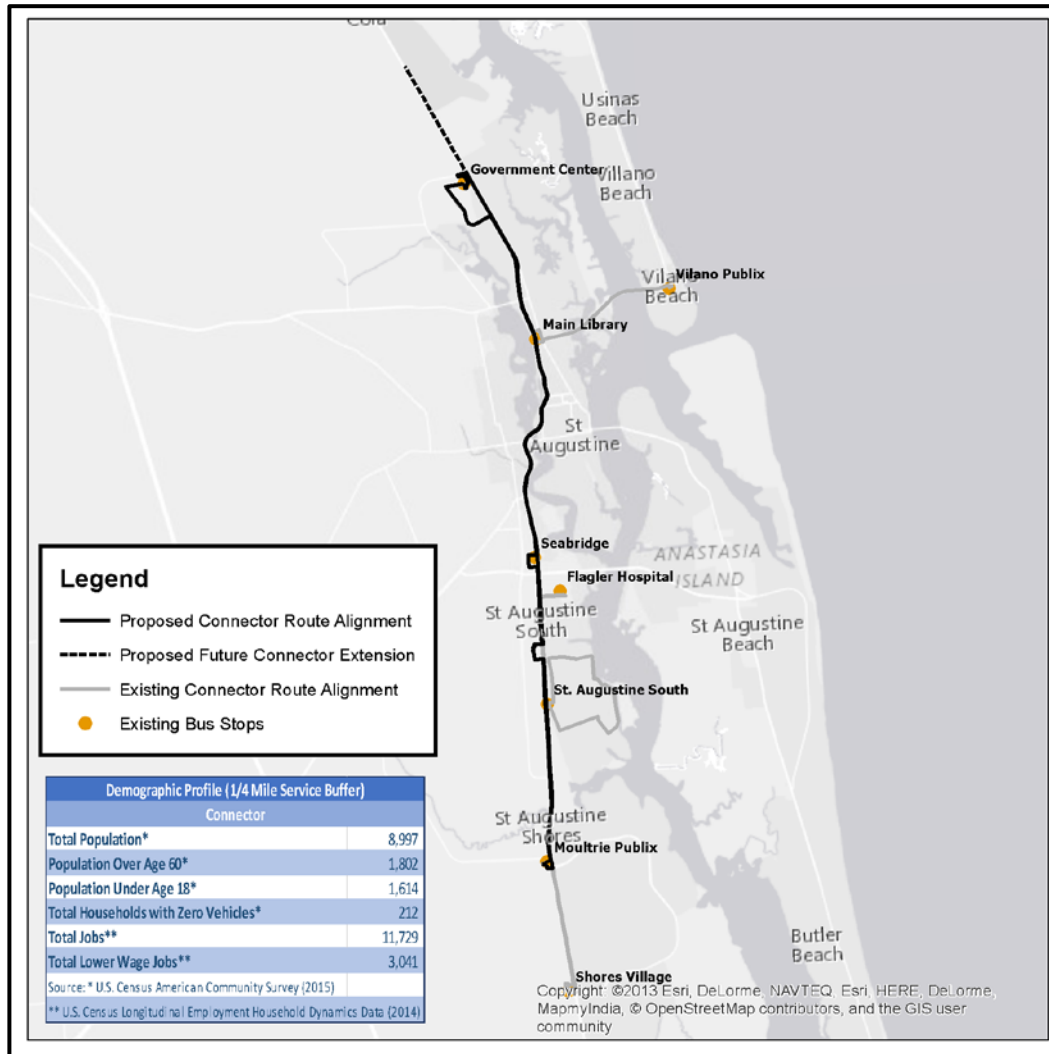 Usinas
Beach
Government Center
Villano
Beach
Vilano Publix
Vilano
Beach
Main Library
St
Augustine
Seabridge
ANASTASIA
ISLAND
Flagler Hospital
St Augustine
South
St Augustine
Beach
St. Augustine South
St Augustine
Shores
Moultrie Publix
Butler
Beach
Shores Village
Legend
Proposed Connector Route Alignment
Proposed Future Connector Extension
Existing Connector Route Alignment
Existing Bus Stops
Demographic Profile (1/4 Mile Service Buffer)
Connector
Total Population* 8,997
Population Over Age 60* 1,802
Population Under Age 18* 1,614
Total Households with Zero Vehicles* 212
Total Jobs** 11,729
Total Lower Wage Jobs** 3,041
Source: * U.S. Census American Community Survey (2015)
** U.S. Census Longitudinal Employment Household Dynamics Data (2014)
Copyright: ©2013 Esri, DeLorme, NAVTEQ, Esri, HERE, DeLorme,
MapmyIndia, © OpenStreetMap contributors, and the GIS user
community